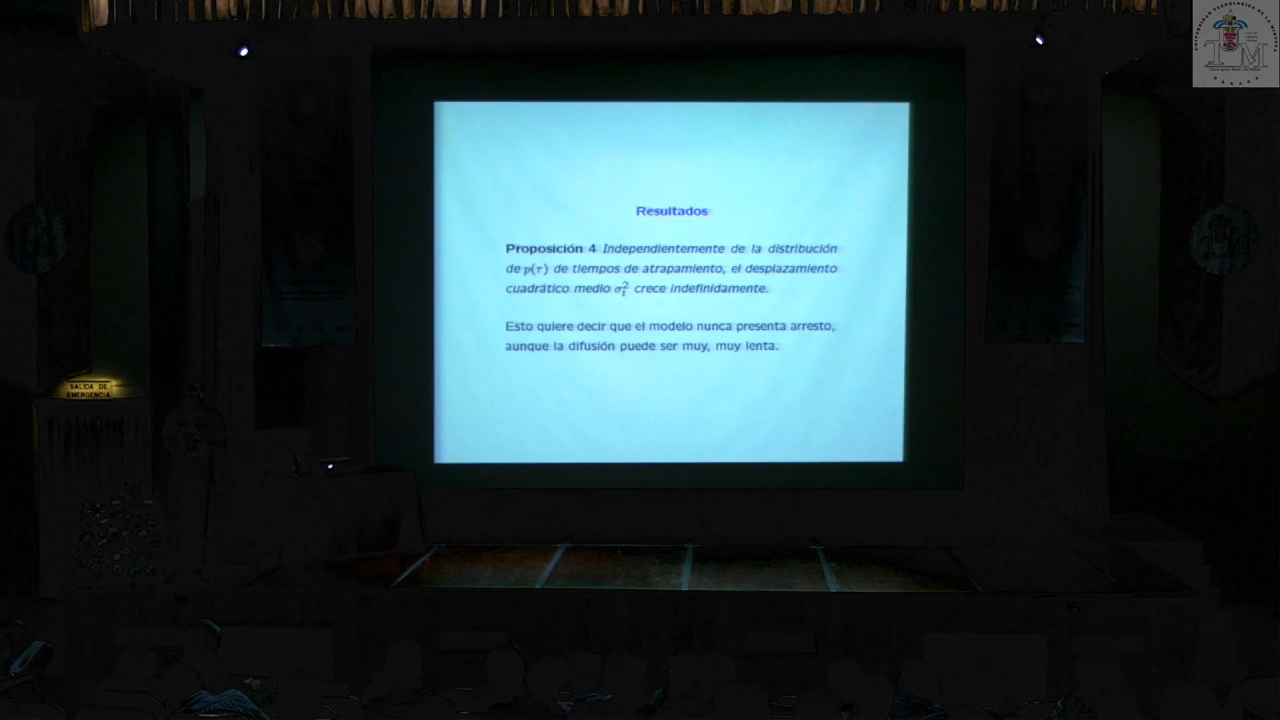 Resultados
Proposición 4 Independientemente de la distribución
de p(τ) de tiempos de atrapamiento, el desplazamiento
cuadrático medio σ_t^2 crece indefinidamente.
Esto quiere decir que el modelo nunca presenta arresto,
aunque la difusión puede ser muy, muy lenta.
SALIDA DE
EMERGENCIA